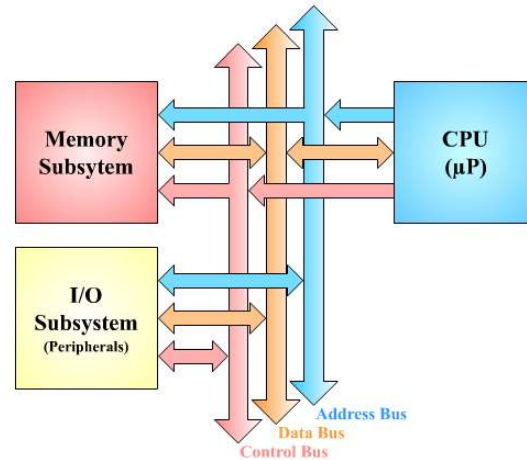 Memory
Subsytem
CPU
(µP)
I/O
Subsystem
(Peripherals)
Address Bus
Data Bus
Control Bus